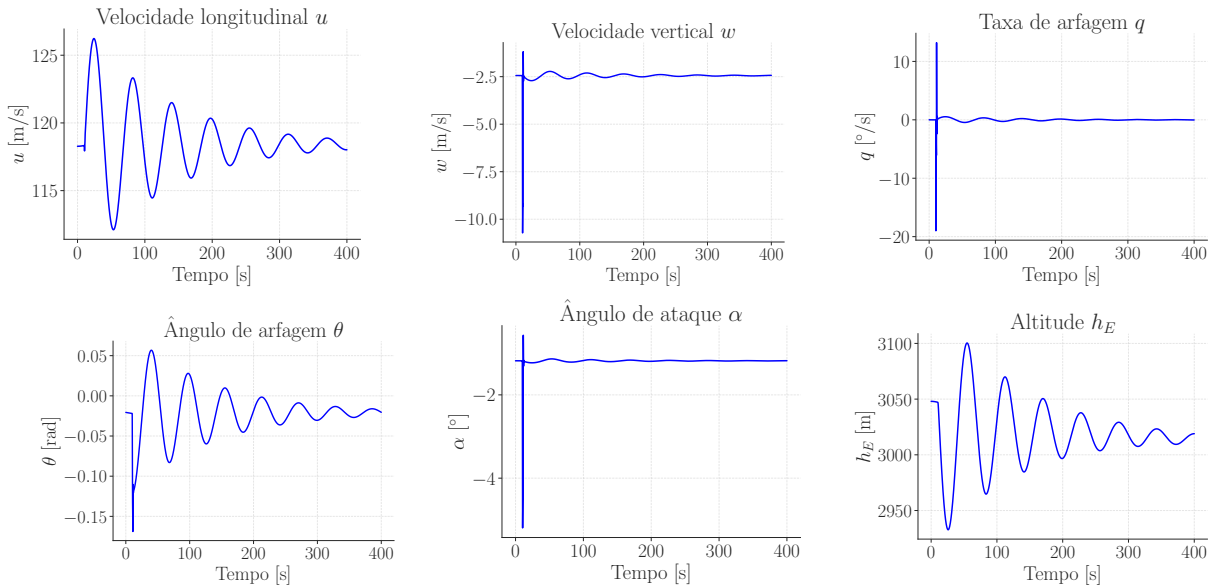 Velocidade longitudinal u
125
120
115
u [m/s]
0 100 200 300 400
Tempo [s]
Velocidade vertical w
−2.5
−5.0
−7.5
−10.0
w [m/s]
0 100 200 300 400
Tempo [s]
Taxa de arfagem q
10
0
−10
−20
q [°/s]
0 100 200 300 400
Tempo [s]
Ângulo de arfagem θ
0.05
0.00
−0.05
−0.10
−0.15
θ [rad]
0 100 200 300 400
Tempo [s]
Ângulo de ataque α
−2
−4
α [°]
0 100 200 300 400
Tempo [s]
Altitude h_E
3100
3050
3000
2950
h_E [m]
0 100 200 300 400
Tempo [s]